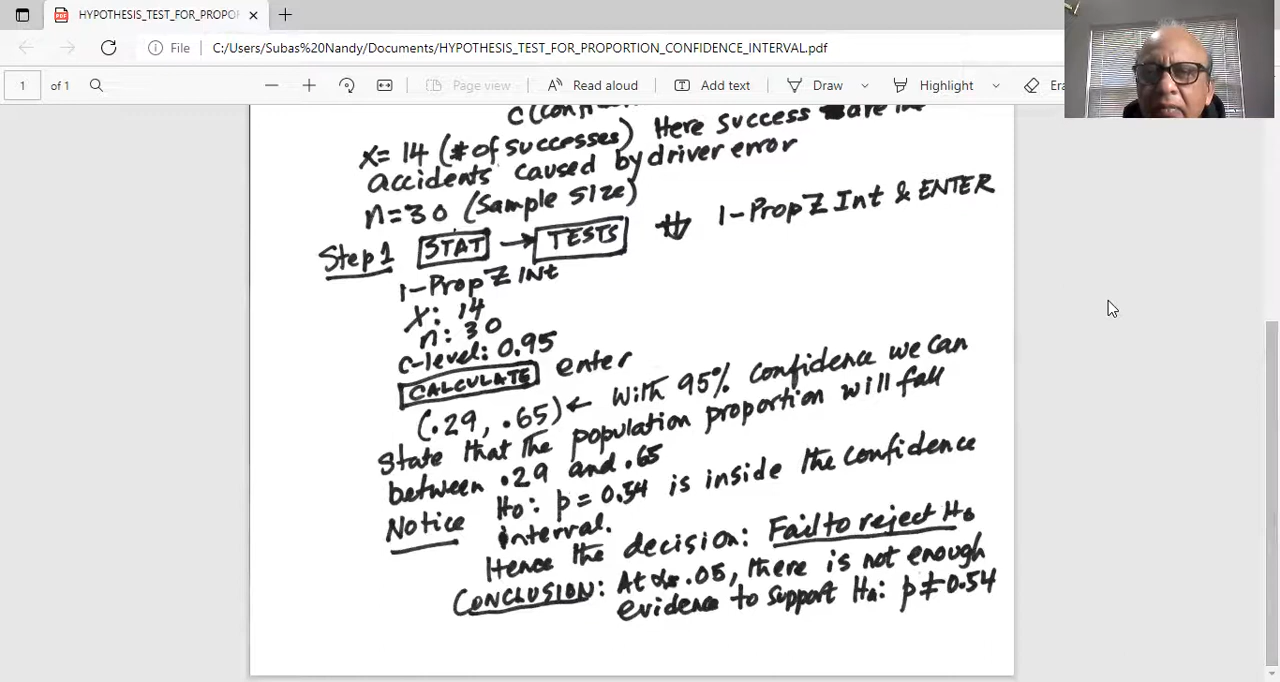 HYPOTHESIS_TEST_FOR_PROPO
File C:/Users/Subas%20Nandy/Documents/HYPOTHESIS_TEST_FOR_PROPORTION_CONFIDENCE_INTERVAL.pdf
1 of 1 Page view Read aloud Add text Draw Highlight Era
x = 14 (# of successes) Here success are
accidents caused by driver error
n = 30 (Sample Size)
Step 1 STAT → TESTS ⇓ 1-PropZInt & ENTER
1-PropZINt
x: 14
n: 30
C-level: 0.95
CALCULATE enter
(.29, .65) ← With 95% confidence we can
state that the population proportion will fall
between .29 and .65
Notice H0: p = 0.54 is inside the confidence
interval.
Hence the decision: Fail to reject H0
CONCLUSION: At α= .05, there is not enough
evidence to support Ha: p ≠ 0.54